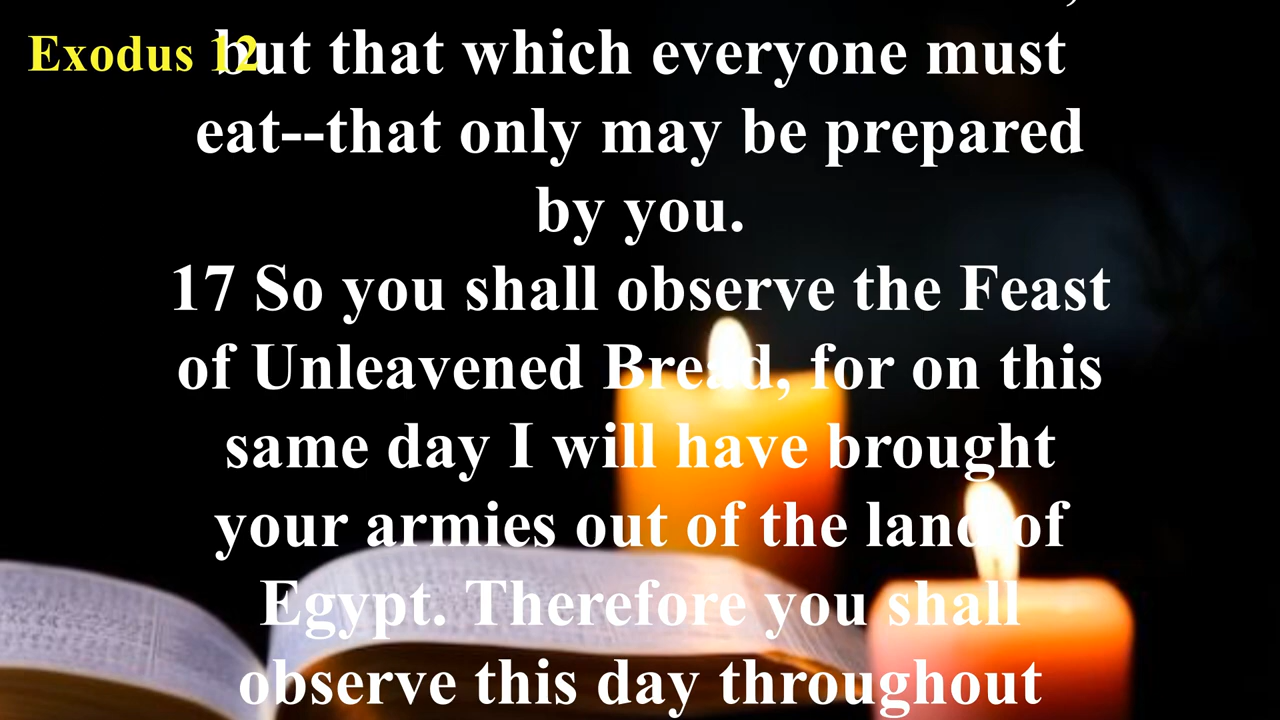 Exodus 12
but that which everyone must
eat--that only may be prepared
by you.
17 So you shall observe the Feast
of Unleavened Bread, for on this
same day I will have brought
your armies out of the land of
Egypt. Therefore you shall
observe this day throughout